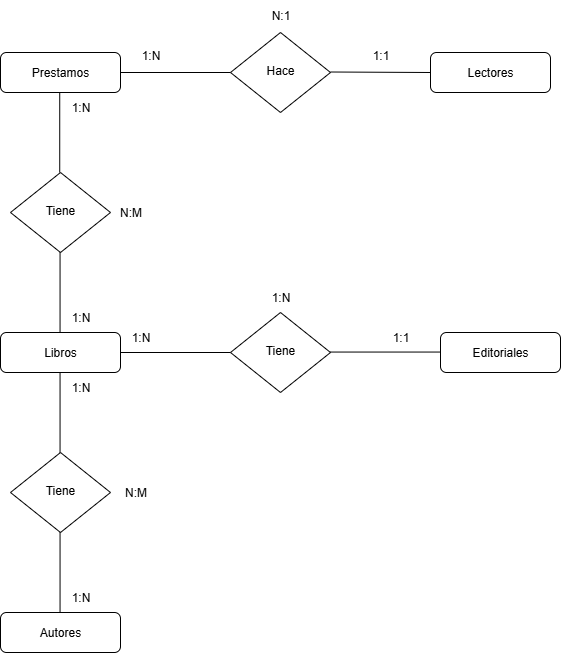 N:1
1:N
1:1
Prestamos
Hace
Lectores
1:N
Tiene
N:M
1:N
1:N
1:N
1:1
Libros
Tiene
Editoriales
1:N
Tiene
N:M
1:N
Autores